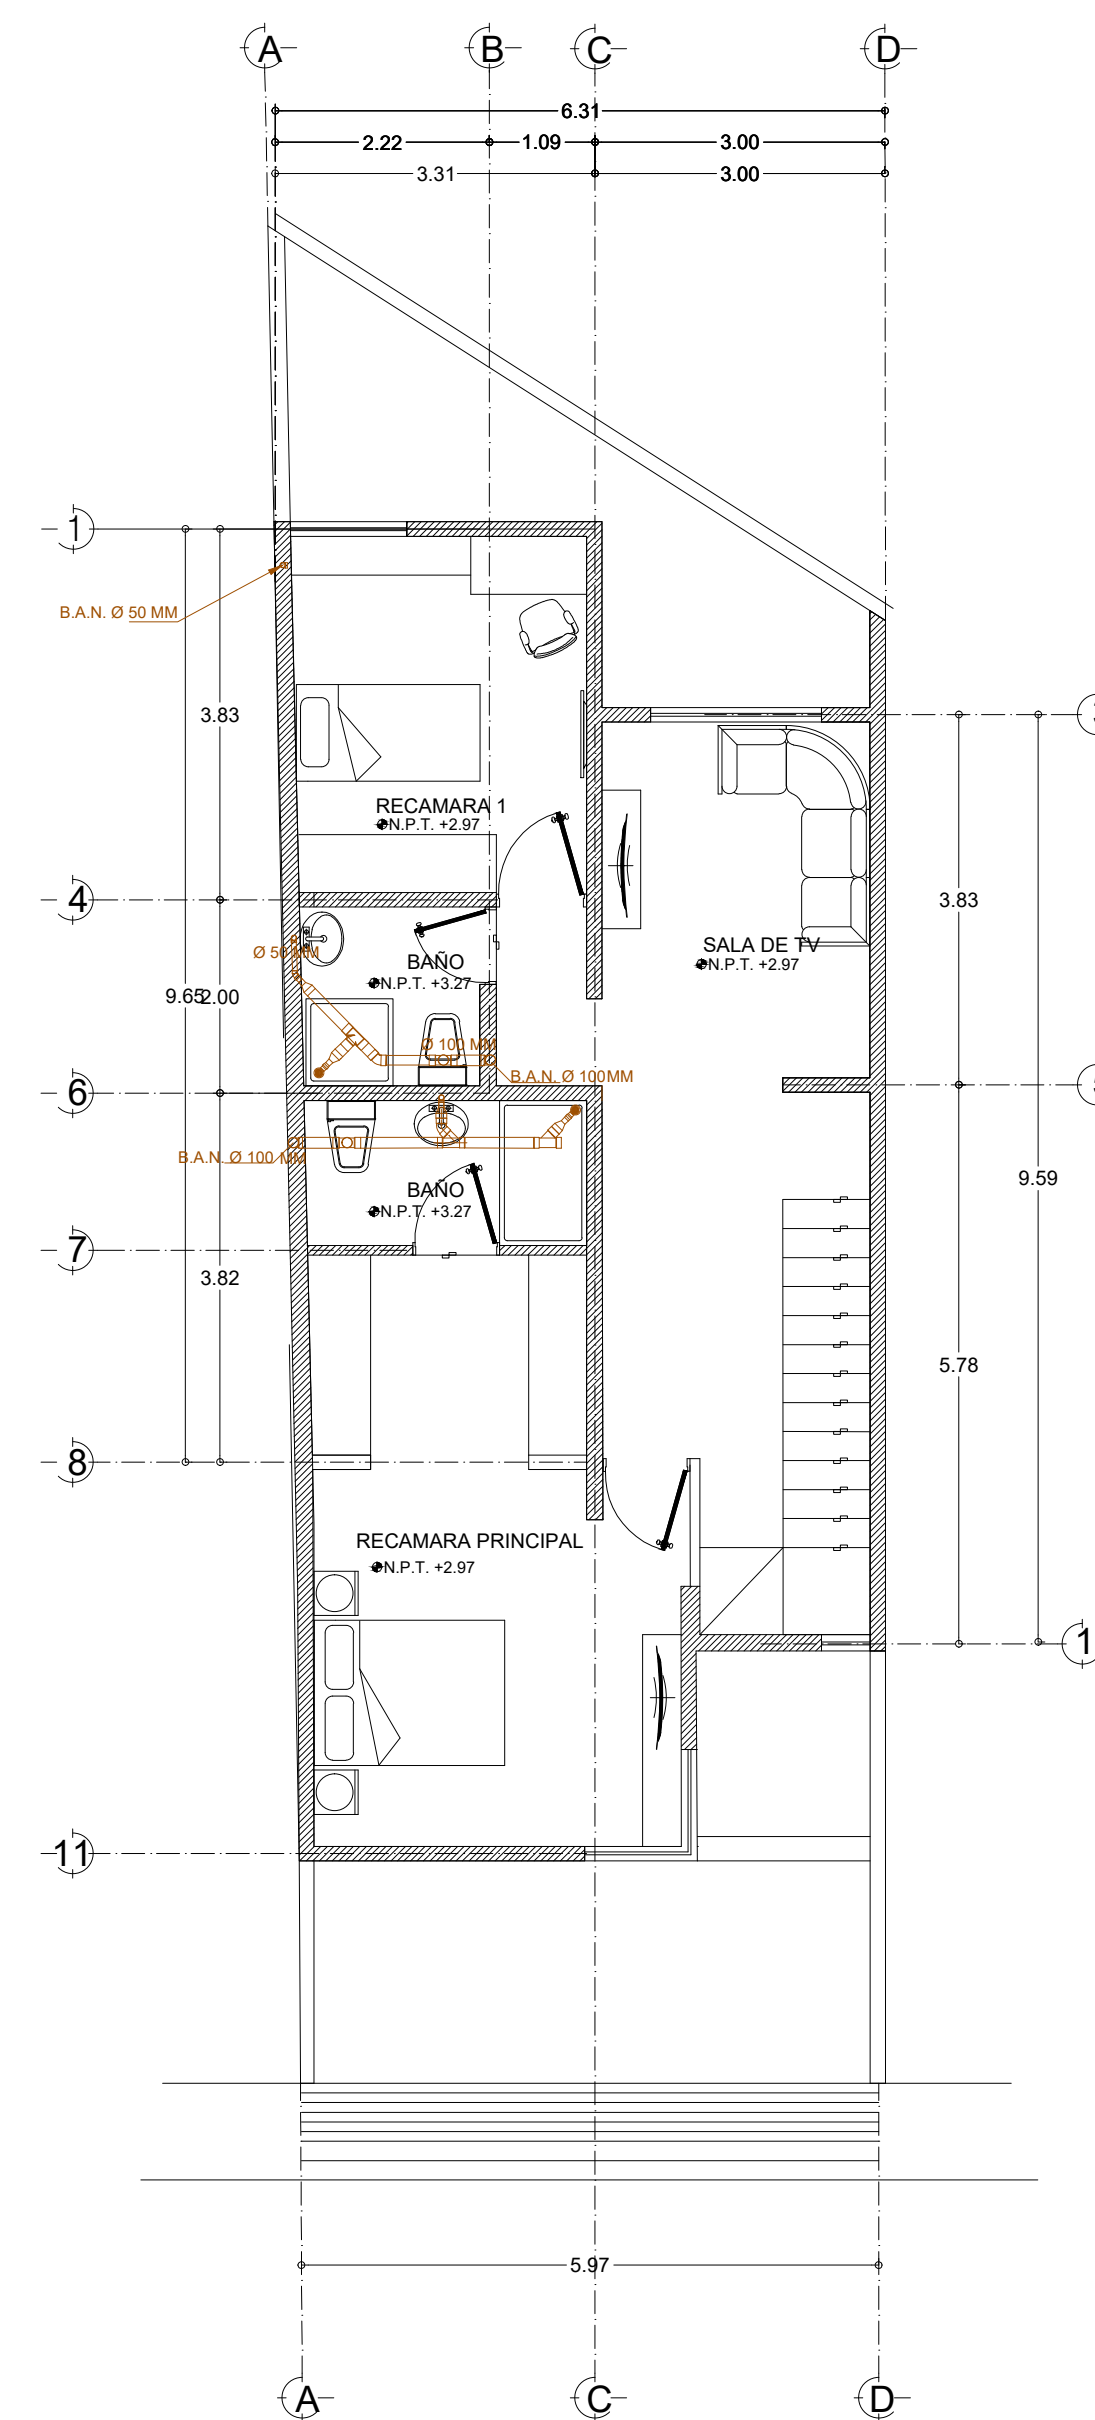 A B C D
6.31
2.22 1.09 3.00
3.31 3.00
1
B.A.N. Ø 50 MM
3.83
RECAMARA 1
N.P.T. +2.97
4
3.83
SALA DE TV
N.P.T. +2.97
Ø 50 MM
BAÑO
N.P.T. +3.27
9.65
2.00
Ø 100 MM
B.A.N. Ø 100MM
6
B.A.N. Ø 100 MM
BAÑO
N.P.T. +3.27
9.59
7
3.82
5.78
8
RECAMARA PRINCIPAL
N.P.T. +2.97
1
11
5.97
A C D